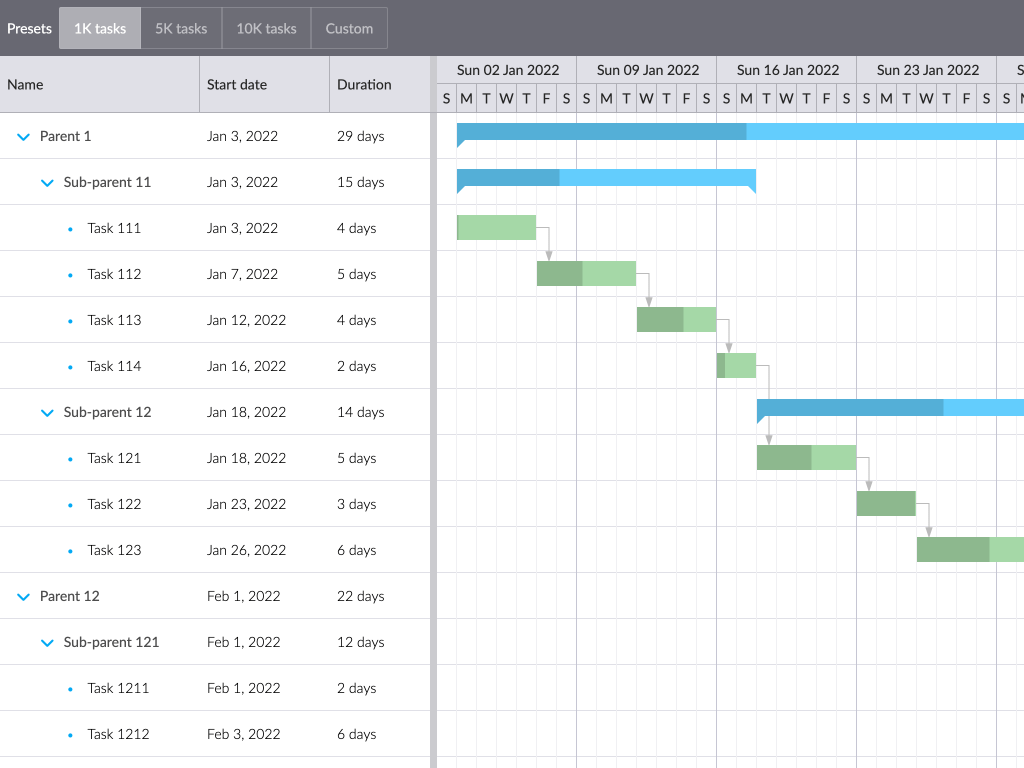 Presets 1K tasks 5K tasks 10K tasks Custom
Name Start date Duration Sun 02 Jan 2022 Sun 09 Jan 2022 Sun 16 Jan 2022 Sun 23 Jan 2022 S
S M T W T F S S M T W T F S S M T W T F S S M T W T F S S M
Parent 1 Jan 3, 2022 29 days
Sub-parent 11 Jan 3, 2022 15 days
Task 111 Jan 3, 2022 4 days
Task 112 Jan 7, 2022 5 days
Task 113 Jan 12, 2022 4 days
Task 114 Jan 16, 2022 2 days
Sub-parent 12 Jan 18, 2022 14 days
Task 121 Jan 18, 2022 5 days
Task 122 Jan 23, 2022 3 days
Task 123 Jan 26, 2022 6 days
Parent 12 Feb 1, 2022 22 days
Sub-parent 121 Feb 1, 2022 12 days
Task 1211 Feb 1, 2022 2 days
Task 1212 Feb 3, 2022 6 days